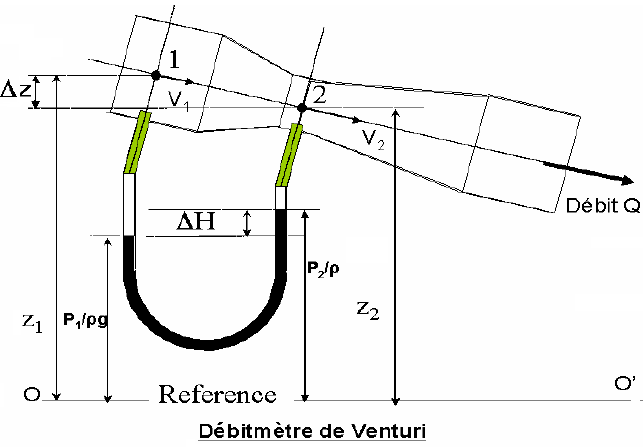 1
Δz
V₁
2
V₂
Débit Q
ΔH
P₂/ρ
P₁/ρg
z₁
z₂
O
Reference
O'
Débitmètre de Venturi